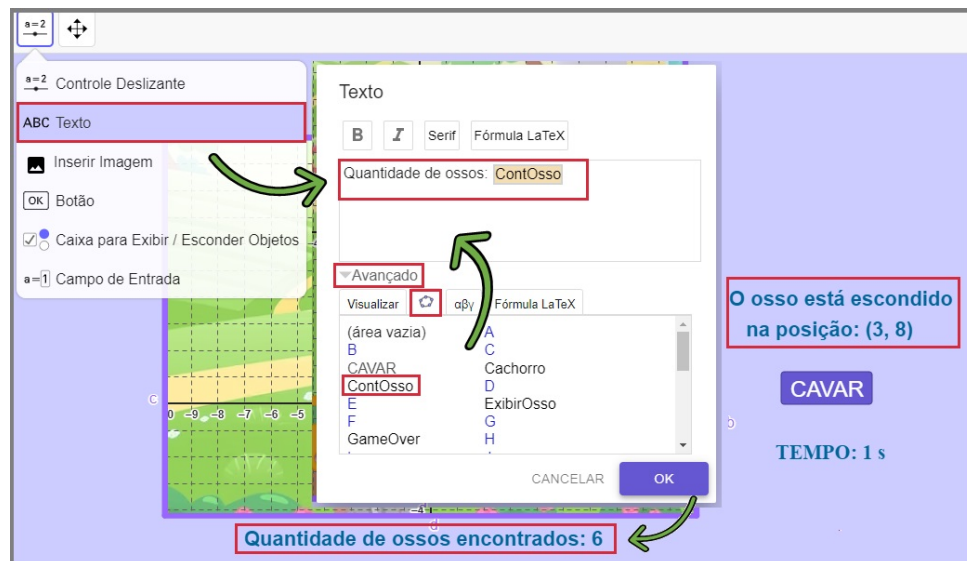 a=2
a=2 Controle Deslizante
ABC Texto
Inserir Imagem
OK Botão
Caixa para Exibir / Esconder Objetos
a=1 Campo de Entrada
Texto
B I Serif Fórmula LaTeX
Quantidade de ossos: ContOsso
Avançado
Visualizar αβγ Fórmula LaTeX
(área vazia) A
B C
CAVAR Cachorro
ContOsso D
E ExibirOsso
F G
GameOver H
CANCELAR OK
O osso está escondido
na posição: (3, 8)
CAVAR
TEMPO: 1 s
c
b
0 -9 -8 -7 -6 -5
-4
d
Quantidade de ossos encontrados: 6